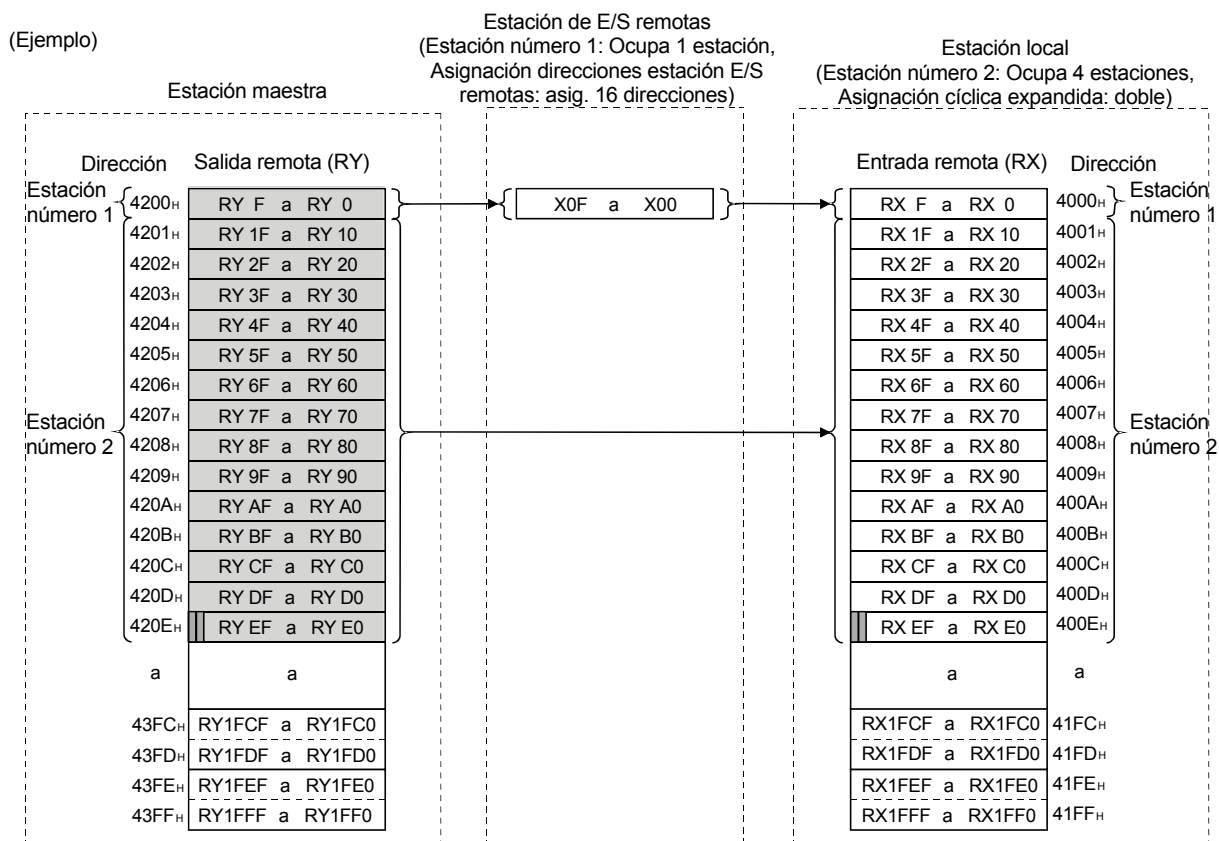 (Ejemplo)
Estación de E/S remotas
(Estación número 1: Ocupa 1 estación,
Asignación direcciones estación E/S
remotas: asig. 16 direcciones)
Estación local
(Estación número 2: Ocupa 4 estaciones,
Asignación cíclica expandida: doble)
Estación maestra
Dirección Salida remota (RY) Entrada remota (RX) Dirección
Estación número 1 4200H RY F a RY 0 X0F a X00 RX F a RX 0 4000H Estación número 1
4201H RY 1F a RY 10 RX 1F a RX 10 4001H
4202H RY 2F a RY 20 RX 2F a RX 20 4002H
4203H RY 3F a RY 30 RX 3F a RX 30 4003H
4204H RY 4F a RY 40 RX 4F a RX 40 4004H
4205H RY 5F a RY 50 RX 5F a RX 50 4005H
4206H RY 6F a RY 60 RX 6F a RX 60 4006H
4207H RY 7F a RY 70 RX 7F a RX 70 4007H
Estación número 2 4208H RY 8F a RY 80 RX 8F a RX 80 4008H Estación número 2
4209H RY 9F a RY 90 RX 9F a RX 90 4009H
420AH RY AF a RY A0 RX AF a RX A0 400AH
420BH RY BF a RY B0 RX BF a RX B0 400BH
420CH RY CF a RY C0 RX CF a RX C0 400CH
420DH RY DF a RY D0 RX DF a RX D0 400DH
420EH RY EF a RY E0 RX EF a RX E0 400EH
a a a a
43FCH RY1FCF a RY1FC0 RX1FCF a RX1FC0 41FCH
43FDH RY1FDF a RY1FD0 RX1FDF a RX1FD0 41FDH
43FEH RY1FEF a RY1FE0 RX1FEF a RX1FE0 41FEH
43FFH RY1FFF a RY1FF0 RX1FFF a RX1FF0 41FFH